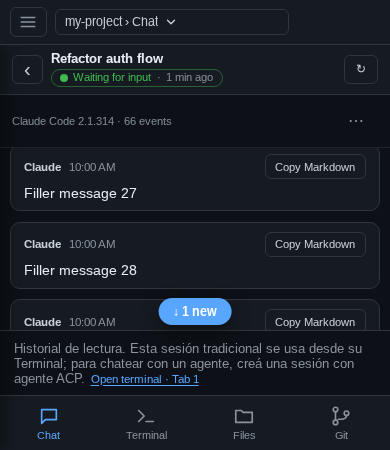 my-project › Chat
Refactor auth flow
Waiting for input · 1 min ago
Claude Code 2.1.314 · 66 events
Claude 10:00 AM
Copy Markdown
Filler message 27
Claude 10:00 AM
Copy Markdown
Filler message 28
Claude 10:00 AM
Copy Markdown
↓ 1 new
Historial de lectura. Esta sesión tradicional se usa desde su
Terminal; para chatear con un agente, creá una sesión con
agente ACP. Open terminal · Tab 1
Chat
Terminal
Files
Git